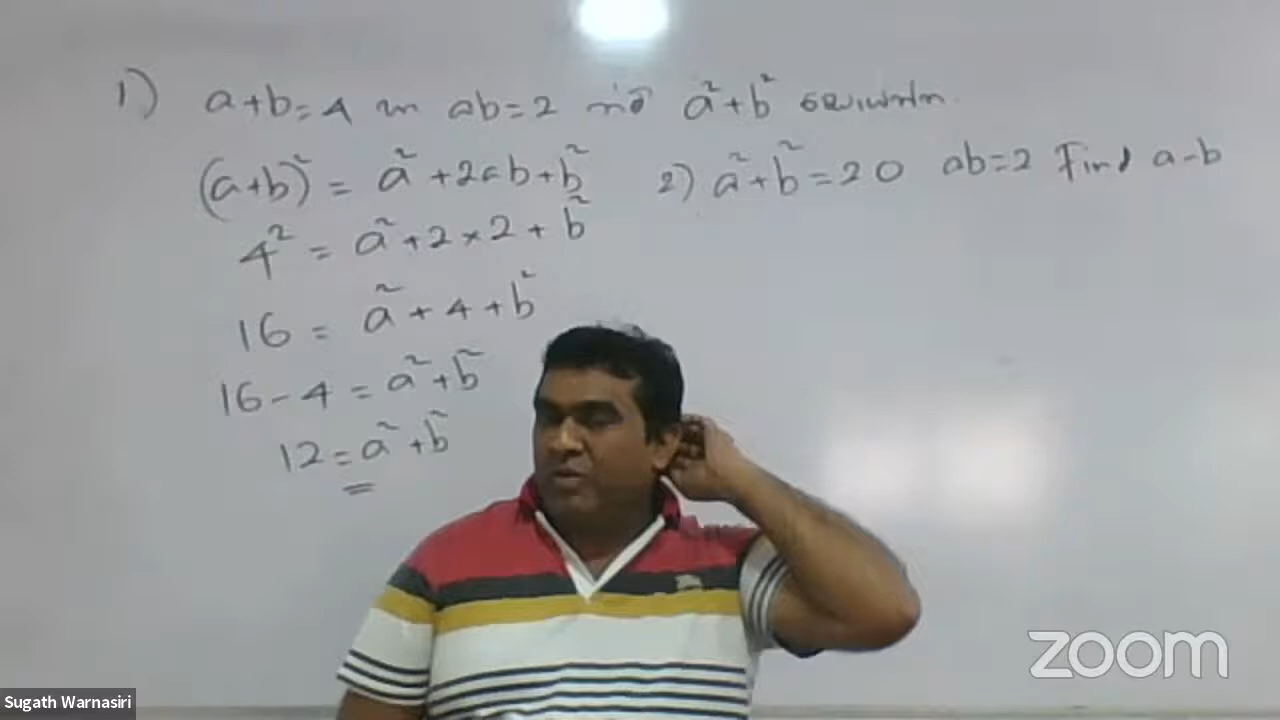 1) a+b=4 හා ab=2 නම් a²+b² සොයන්න.
(a+b)² = a²+2ab+b²
4² = a²+2×2+b²
16 = a²+4+b²
16-4 = a²+b²
12 = a²+b²
2) a²+b²=20 ab=2 Find a-b
zoom
Sugath Warnasiri